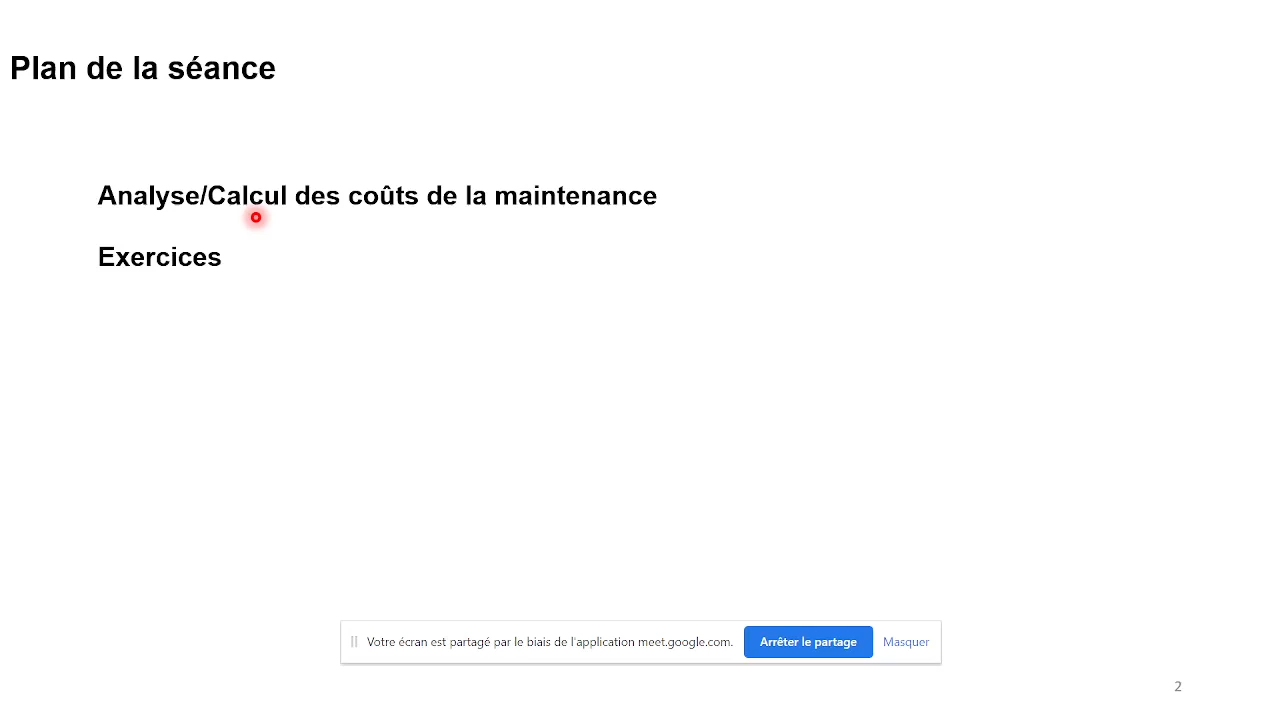 Plan de la séance
Analyse/Calcul des coûts de la maintenance
Exercices
Votre écran est partagé par le biais de l'application meet.google.com.
Arrêter le partage
Masquer
2